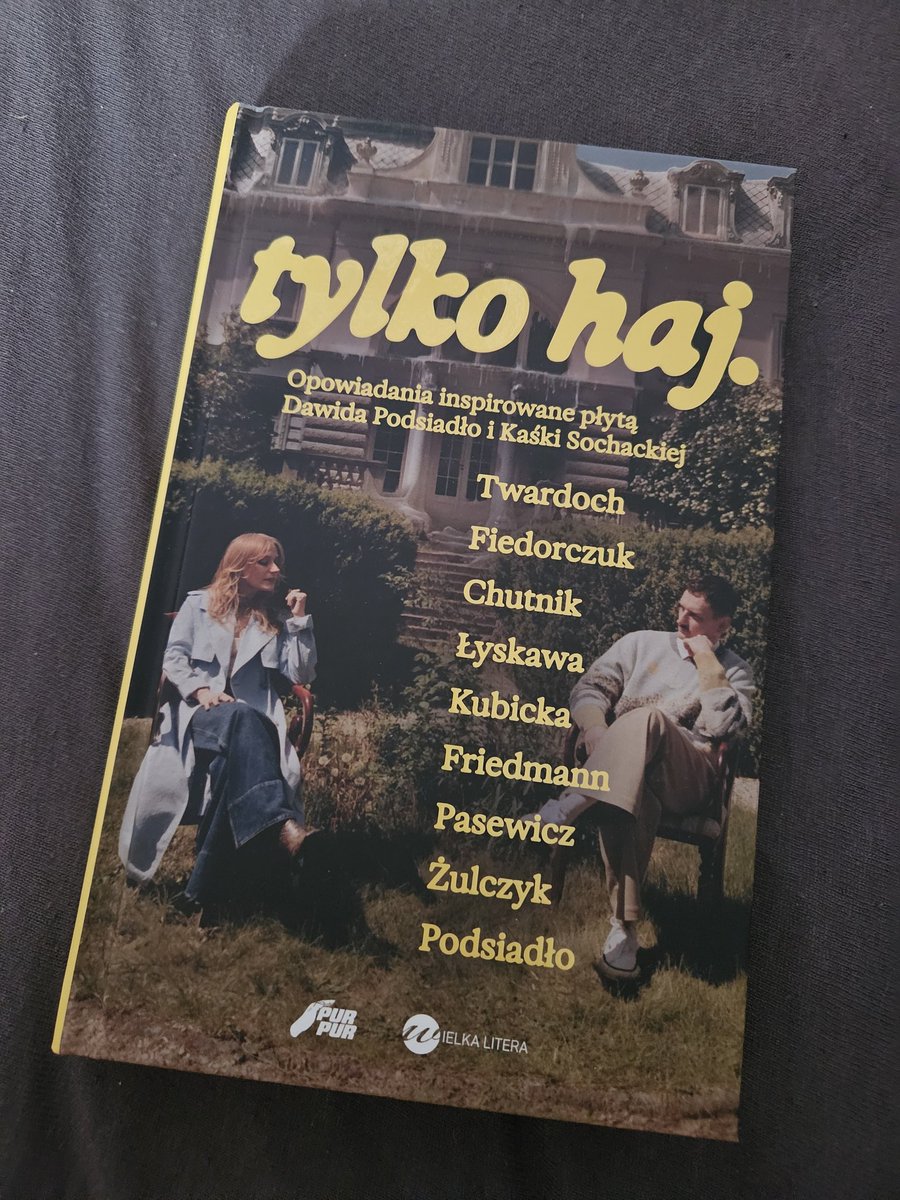 tylko haj.
Opowiadania inspirowane płytą
Dawida Podsiadło i Kaśki Sochackiej
Twardoch
Fiedorczuk
Chutnik
Łyskawa
Kubicka
Friedmann
Pasewicz
Żulczyk
Podsiadło
PUR
PUR
WIELKA LITERA